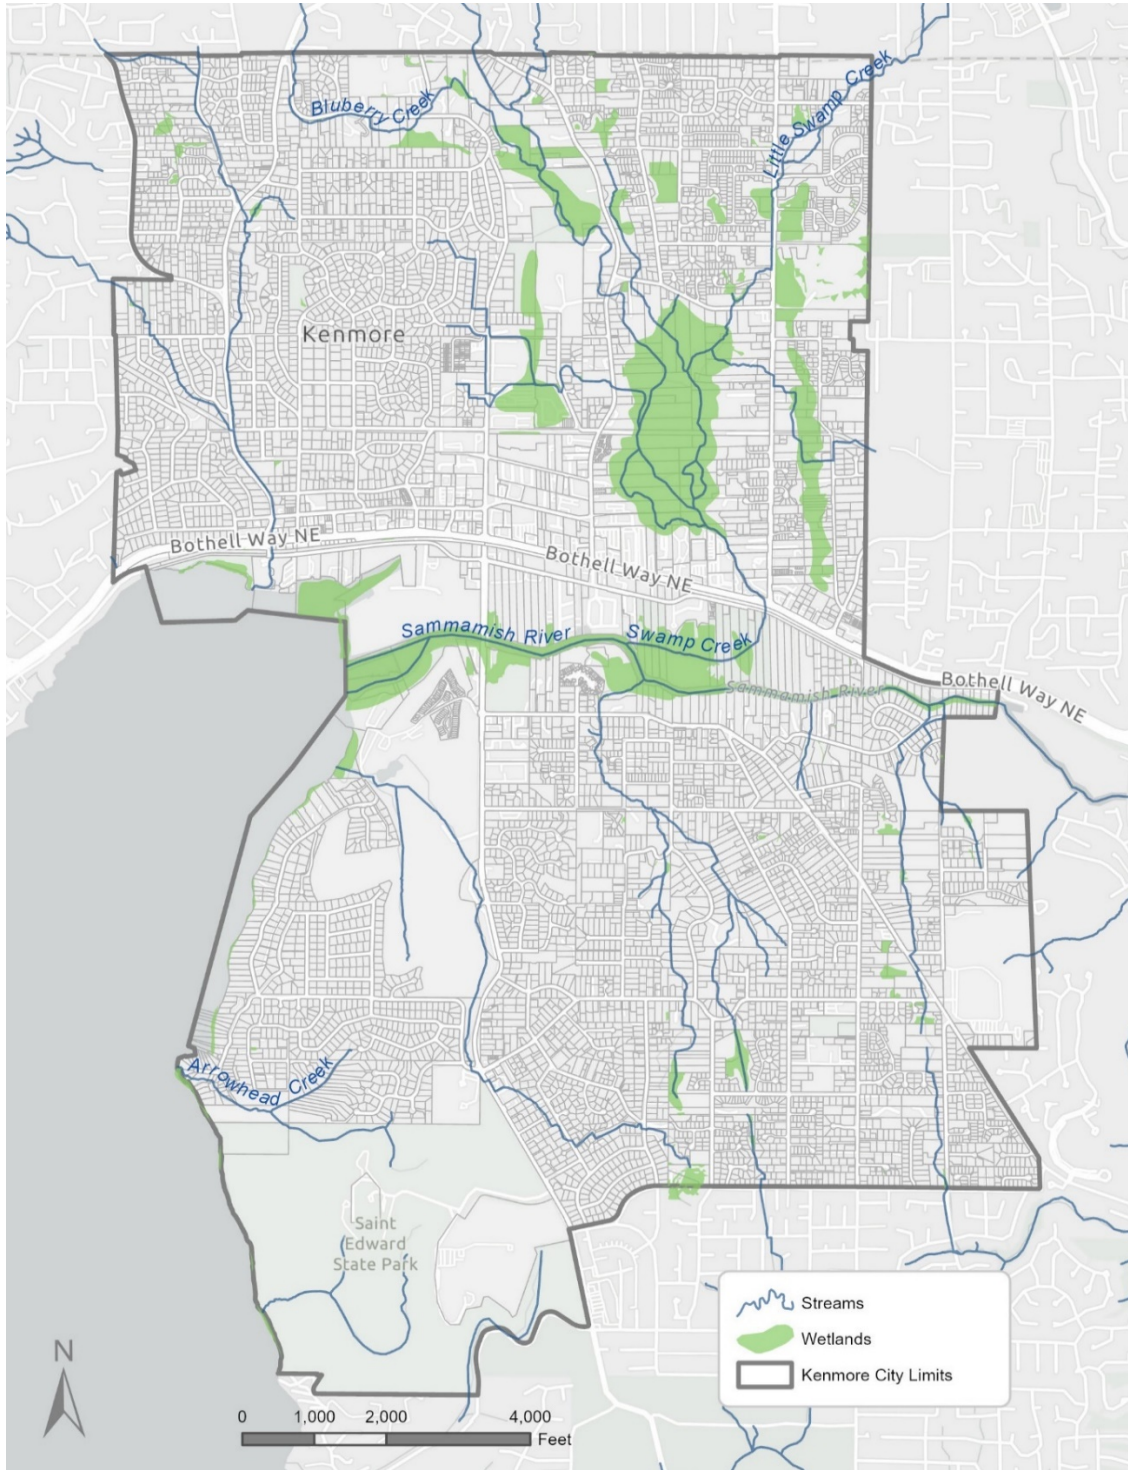 Bluberry Creek
Little Swamp Creek
Kenmore
Bothell Way NE
Bothell Way NE
Sammamish River
Swamp Creek
Sammamish River
Bothell Way NE
Arrowhead Creek
Saint
Edward
State Park
Streams
Wetlands
Kenmore City Limits
N
0 1,000 2,000 4,000
Feet